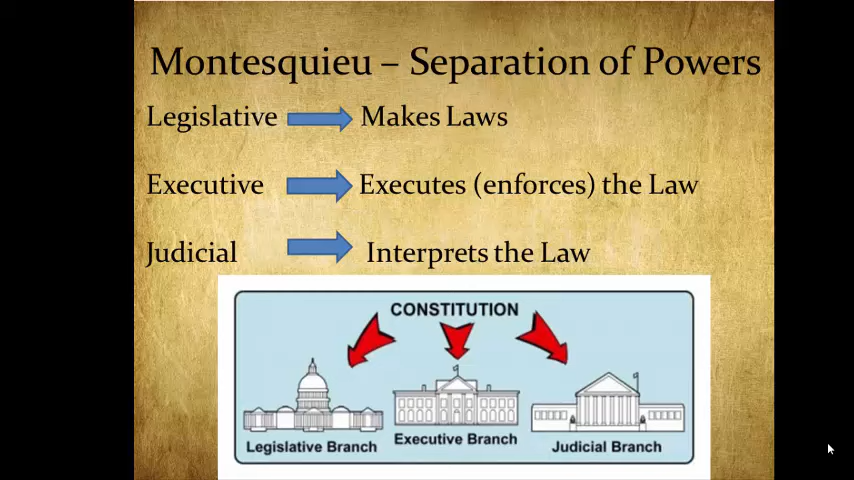 Montesquieu – Separation of Powers
Legislative Makes Laws
Executive Executes (enforces) the Law
Judicial Interprets the Law
CONSTITUTION
Legislative Branch Executive Branch Judicial Branch